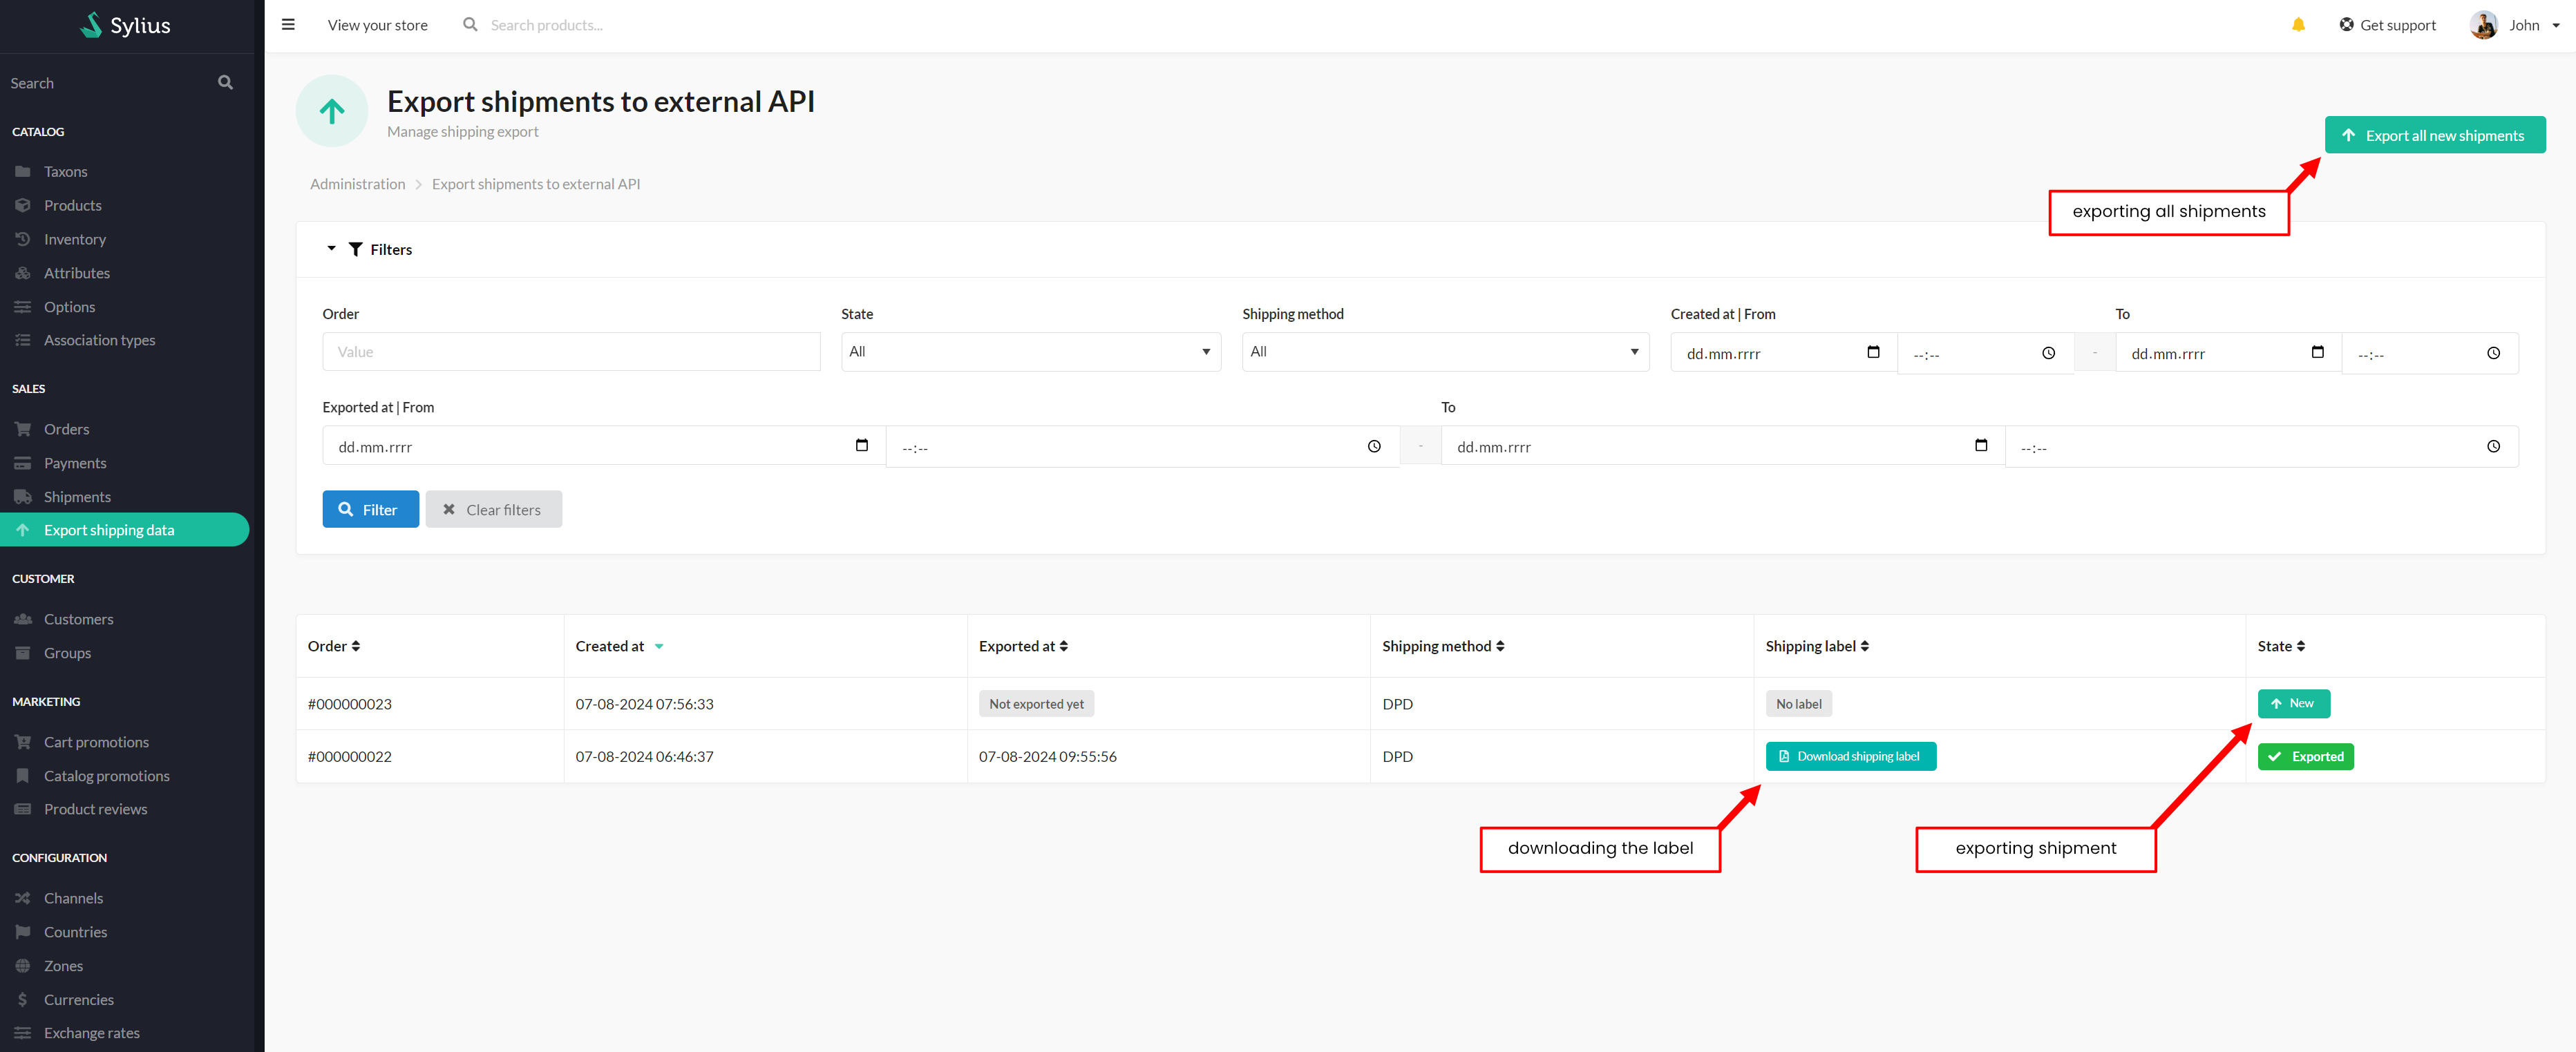 Sylius
View your store
Search products...
Get support
John
Search
CATALOG
Taxons
Products
Inventory
Attributes
Options
Association types
SALES
Orders
Payments
Shipments
Export shipping data
CUSTOMER
Customers
Groups
MARKETING
Cart promotions
Catalog promotions
Product reviews
CONFIGURATION
Channels
Countries
Zones
Currencies
Exchange rates
Export shipments to external API
Manage shipping export
Export all new shipments
exporting all shipments
Administration > Export shipments to external API
Filters
Order
State
Shipping method
Created at | From
To
Value
All
All
dd.mm.rrrr
--:--
-
dd.mm.rrrr
--:--
Exported at | From
To
dd.mm.rrrr
--:--
-
dd.mm.rrrr
--:--
Filter
Clear filters
Order Created at Exported at Shipping method Shipping label State
#000000023 07-08-2024 07:56:33 Not exported yet DPD No label New
#000000022 07-08-2024 06:46:37 07-08-2024 09:55:56 DPD Download shipping label Exported
downloading the label
exporting shipment